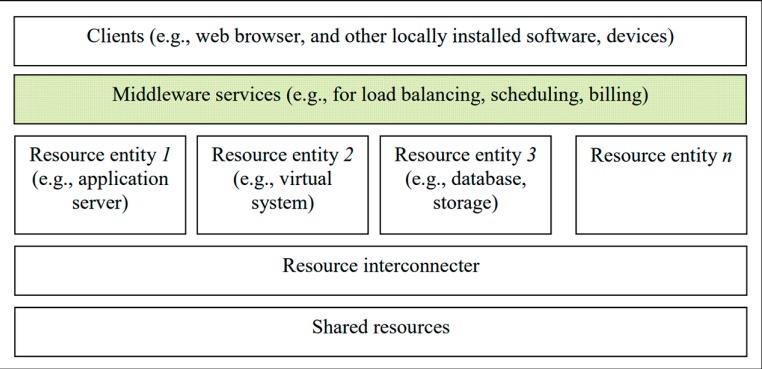 Clients (e.g., web browser, and other locally installed software, devices)
Middleware services (e.g., for load balancing, scheduling, billing)
Resource entity 1
(e.g., application
server)
Resource entity 2
(e.g., virtual
system)
Resource entity 3
(e.g., database,
storage)
Resource entity n
Resource interconnecter
Shared resources